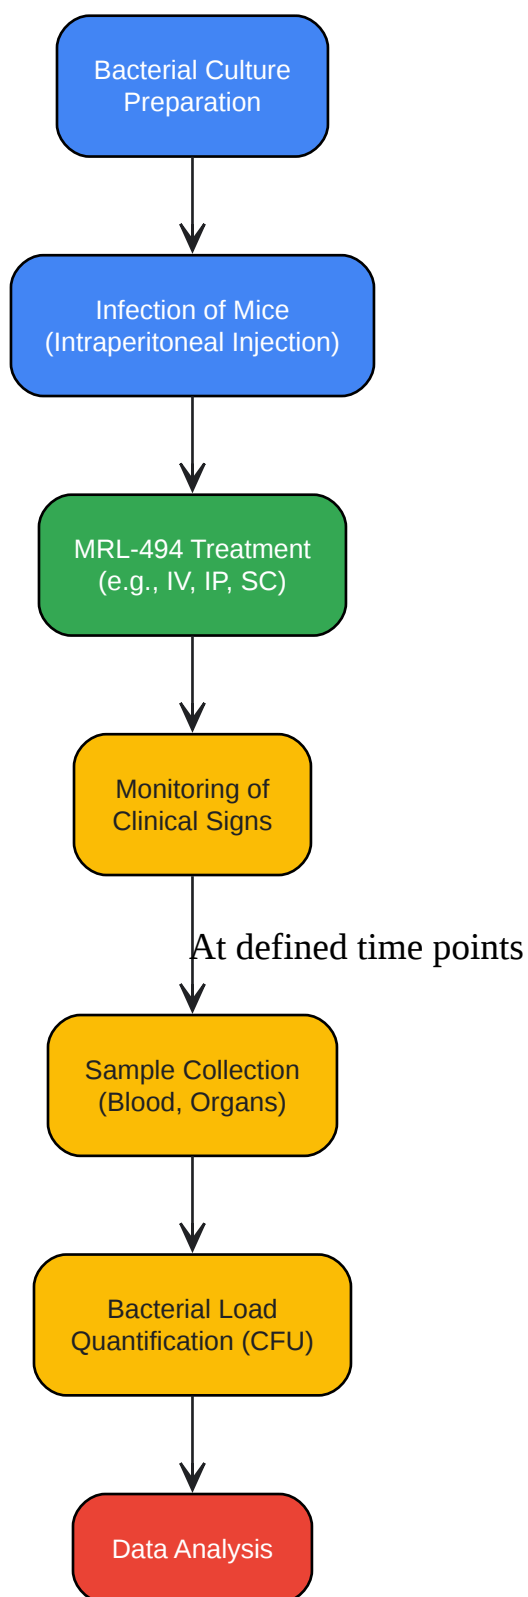 Bacterial Culture
Preparation
Infection of Mice
(Intraperitoneal Injection)
MRL-494 Treatment
(e.g., IV, IP, SC)
Monitoring of
Clinical Signs
At defined time points
Sample Collection
(Blood, Organs)
Bacterial Load
Quantification (CFU)
Data Analysis